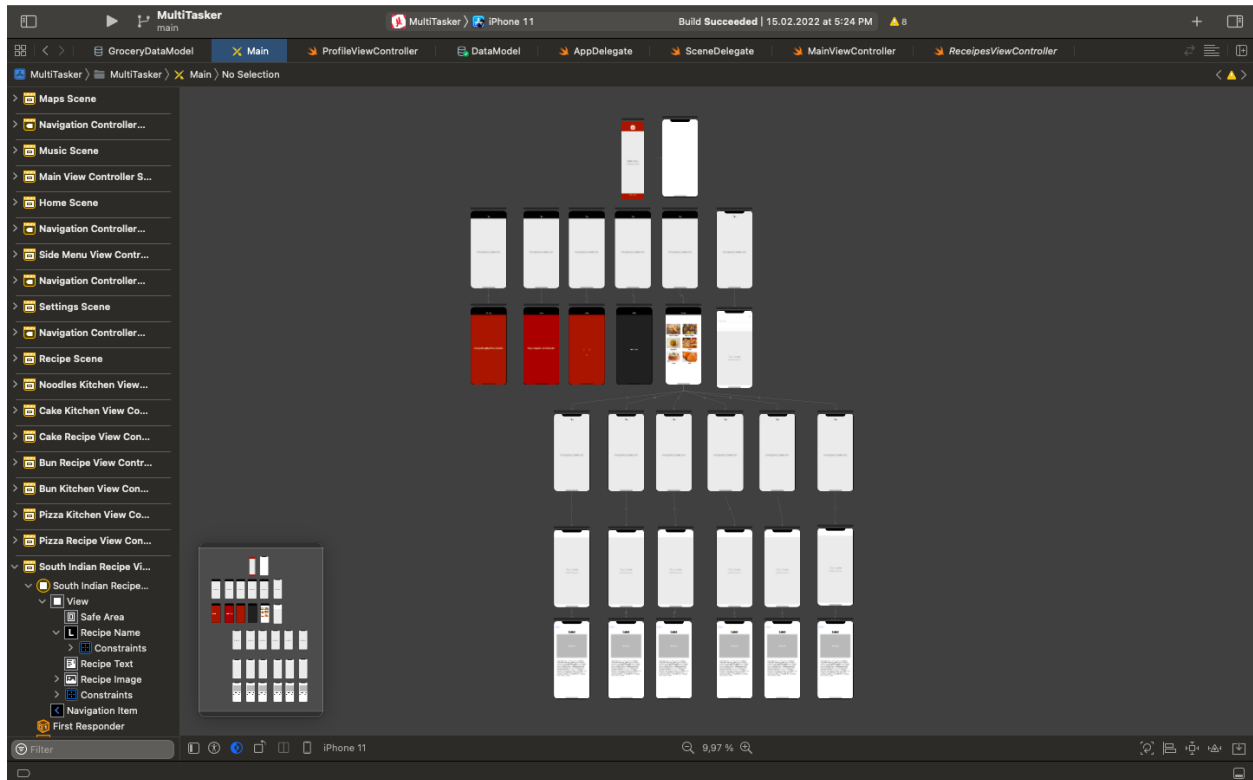 MultiTasker
main
MultiTasker 〉 iPhone 11
Build Succeeded | 15.02.2022 at 5:24 PM
8
GroceryDataModel
Main
ProfileViewController
DataModel
AppDelegate
SceneDelegate
MainViewController
ReceipesViewController
MultiTasker 〉 MultiTasker 〉 Main 〉 No Selection
Maps Scene
Navigation Controller...
Music Scene
Main View Controller S...
Home Scene
Navigation Controller...
Side Menu View Contr...
Navigation Controller...
Settings Scene
Navigation Controller...
Recipe Scene
Noodles Kitchen View...
Cake Kitchen View Co...
Cake Recipe View Con...
Bun Recipe View Contr...
Bun Kitchen View Con...
Pizza Kitchen View Co...
Pizza Recipe View Con...
South Indian Recipe Vi...
South Indian Recipe...
View
Safe Area
L Recipe Name
Constraints
Recipe Text
Recipe Image
Constraints
Navigation Item
First Responder
Filter
iPhone 11
9,97 %